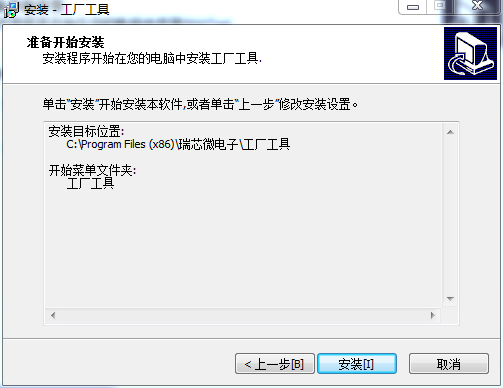 安装 - 工厂工具
准备开始安装
安装程序开始在您的电脑中安装工厂工具.
单击“安装”开始安装本软件,或者单击“上一步”修改安装设置。
安装目标位置:
C:\Program Files (x86)\瑞芯微电子\工厂工具
开始菜单文件夹:
工厂工具
< 上一步[B]
安装[I]
取消